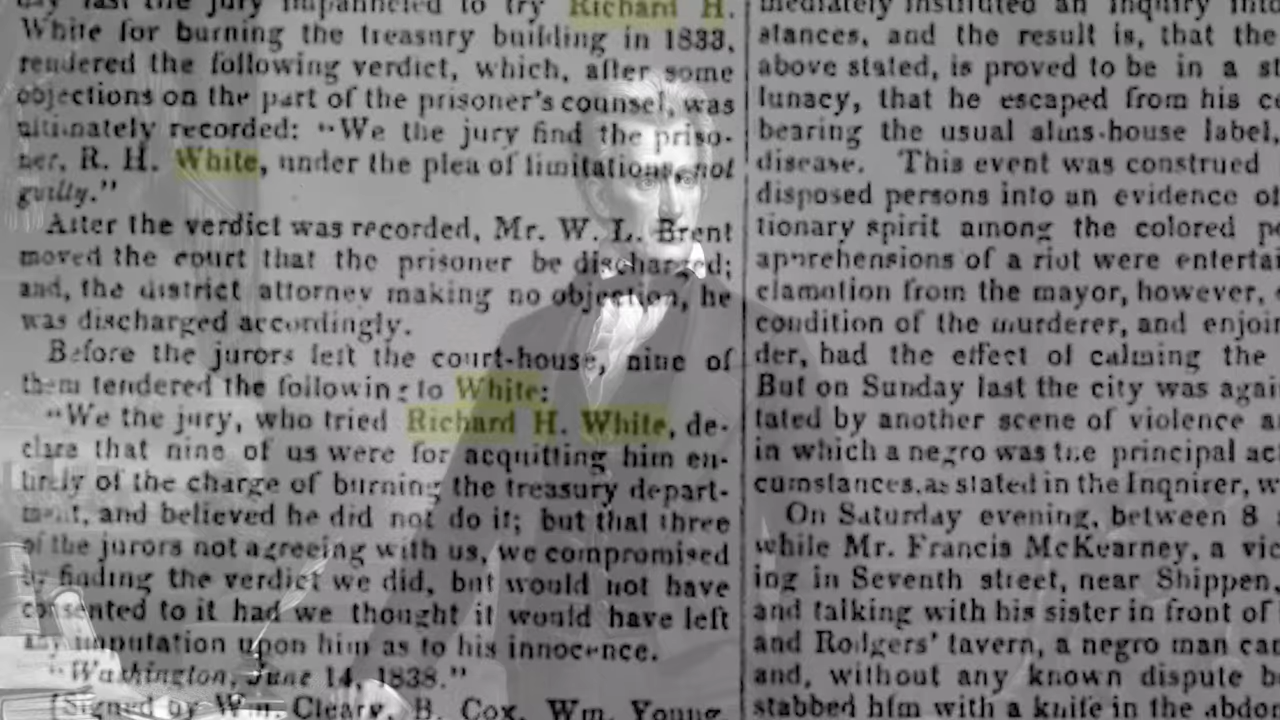 last the jury impanneled to try Richard H.
White for burning the treasury building in 1833,
rendered the following verdict, which, after some
objections on the part of the prisoner's counsel, was
ultimately recorded: "We the jury find the priso-
ner, R. H. White, under the plea of limitations, not
guilty."
After the verdict was recorded, Mr. W. L. Brent
moved the court that the prisoner be discharged;
and, the district attorney making no objection, he
was discharged accordingly.
Before the jurors left the court-house, nine of
them tendered the following to White:
"We the jury, who tried Richard H. White, de-
clare that nine of us were for acquitting him en-
tirely of the charge of burning the treasury depart-
ment, and believed he did not do it; but that three
of the jurors not agreeing with us, we compromised
by finding the verdict we did, but would not have
consented to it had we thought it would have left
any imputation upon him as to his innocence.
"Washington, June 14, 1838."
[Signed by Wm. Cleary, B. Cox, Wm. Young,
mediately instituted an inquiry into
stances, and the result is, that the
above stated, is proved to be in a st
lunacy, that he escaped from his c
bearing the usual alms-house label,
disease. This event was construed
disposed persons into an evidence of
tionary spirit among the colored p
apprehensions of a riot were entertai
clamation from the mayor, however,
condition of the murderer, and enjoin
der, had the effect of calming the
But on Sunday last the city was agai
tated by another scene of violence a
in which a negro was the principal ac
cumstances, as stated in the Inqnirer, w
On Saturday evening, between 8
while Mr. Francis McKearney, a vic
ing in Seventh street, near Shippen,
and talking with his sister in front of
and Rodgers' tavern, a negro man ca
and, without any known dispute b
stabbed him with a knife in the abdo